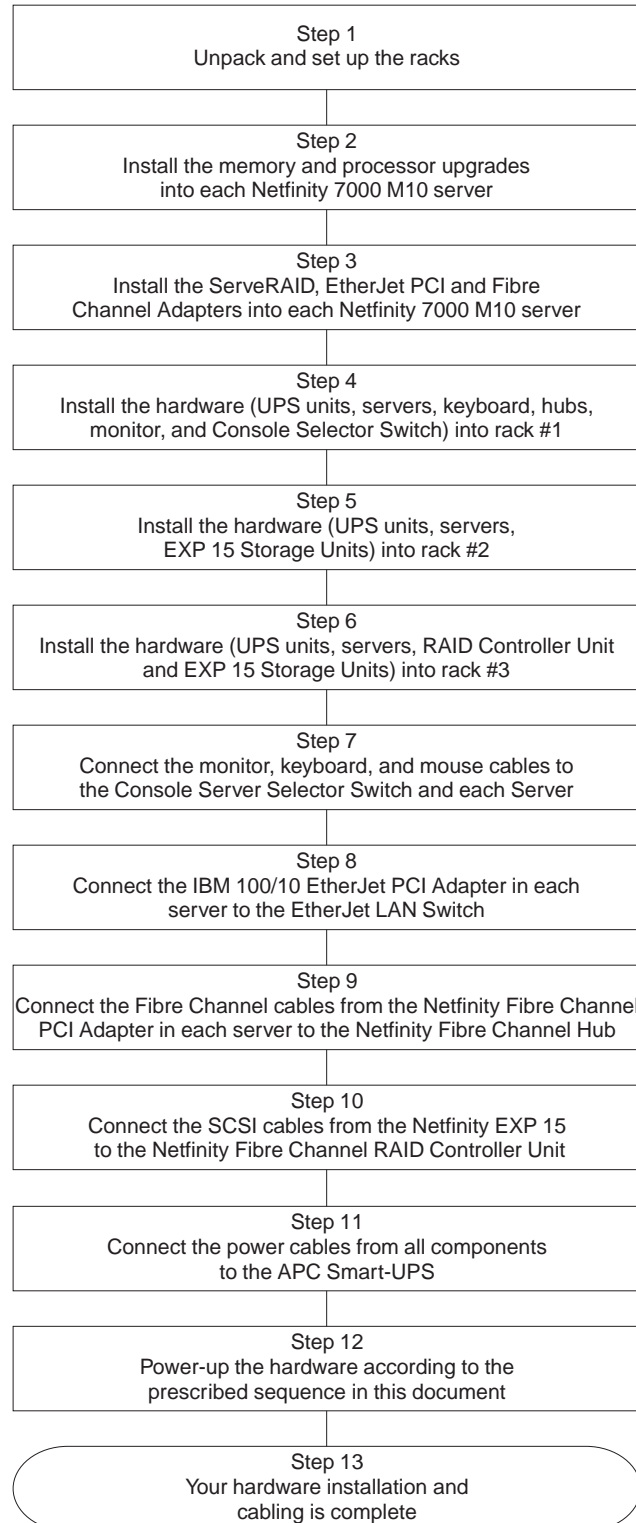 Step 1
Unpack and set up the racks
Step 2
Install the memory and processor upgrades
into each Netfinity 7000 M10 server
Step 3
Install the ServeRAID, EtherJet PCI and Fibre
Channel Adapters into each Netfinity 7000 M10 server
Step 4
Install the hardware (UPS units, servers, keyboard, hubs,
monitor, and Console Selector Switch) into rack #1
Step 5
Install the hardware (UPS units, servers,
EXP 15 Storage Units) into rack #2
Step 6
Install the hardware (UPS units, servers, RAID Controller Unit
and EXP 15 Storage Units) into rack #3
Step 7
Connect the monitor, keyboard, and mouse cables to
the Console Server Selector Switch and each Server
Step 8
Connect the IBM 100/10 EtherJet PCI Adapter in each
server to the EtherJet LAN Switch
Step 9
Connect the Fibre Channel cables from the Netfinity Fibre Channel
PCI Adapter in each server to the Netfinity Fibre Channel Hub
Step 10
Connect the SCSI cables from the Netfinity EXP 15
to the Netfinity Fibre Channel RAID Controller Unit
Step 11
Connect the power cables from all components
to the APC Smart-UPS
Step 12
Power-up the hardware according to the
prescribed sequence in this document
Step 13
Your hardware installation and
cabling is complete